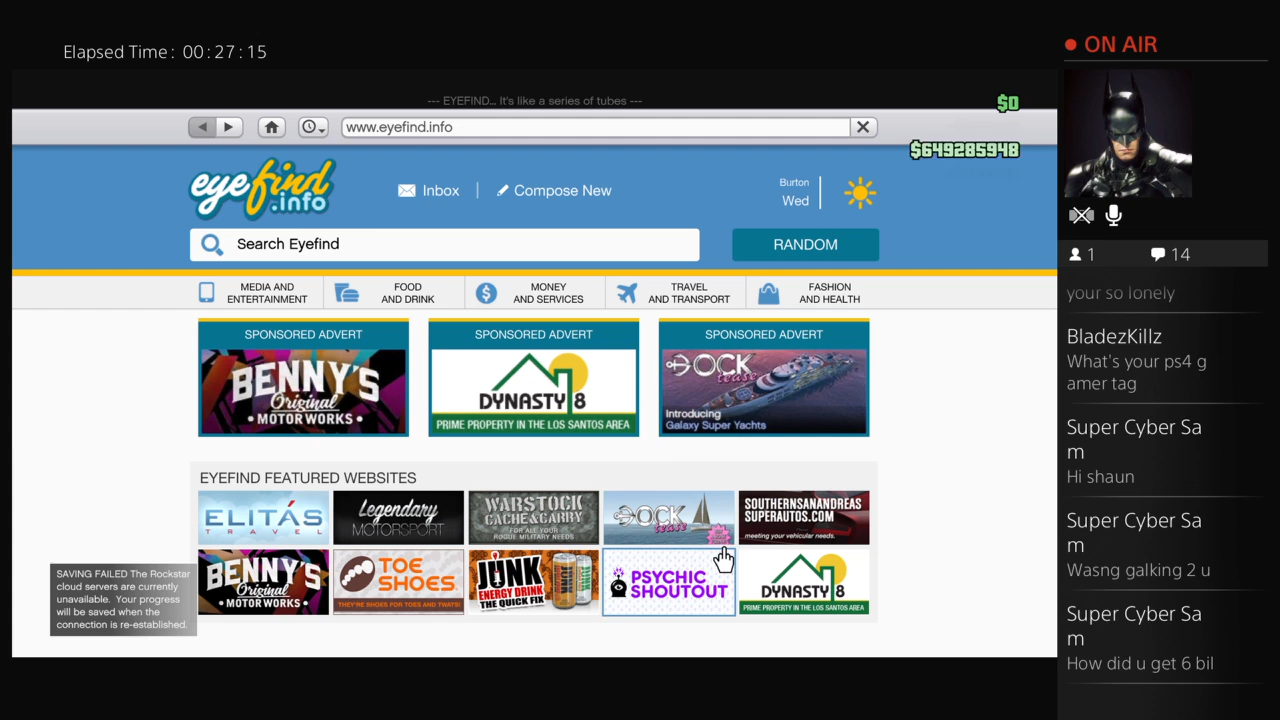 Elapsed Time: 00:27:15
ON AIR
--- EYEFIND... It's like a series of tubes ---
$0
www.eyefind.info
$649285948
eyefind
.info
Inbox
Compose New
Burton
Wed
Search Eyefind
RANDOM
MEDIA AND
ENTERTAINMENT
FOOD
AND DRINK
MONEY
AND SERVICES
TRAVEL
AND TRANSPORT
FASHION
AND HEALTH
SPONSORED ADVERT
BENNY'S
Original
• MOTOR WORKS •
SPONSORED ADVERT
DYNASTY 8
PRIME PROPERTY IN THE LOS SANTOS AREA
SPONSORED ADVERT
DOCK
tease
Introducing
Galaxy Super Yachts
EYEFIND FEATURED WEBSITES
ELITÁS
TRAVEL
Legendary
MOTORSPORT
WARSTOCK
CACHE & CARRY
FOR ALL YOUR
ROGUE MILITARY NEEDS
DOCK
tease
SOUTHERNSANANDREAS
SUPERAUTOS.COM
meeting your vehicular needs.
BENNY'S
Original
• MOTOR WORKS •
TOE
SHOES
THEY'RE SHOES FOR TOES AND TWATS!
JUNK
ENERGY DRINK
THE QUICK FIX
PSYCHIC
SHOUTOUT
DYNASTY 8
PRIME PROPERTY IN THE LOS SANTOS AREA
SAVING FAILED The Rockstar
cloud servers are currently
unavailable. Your progress
will be saved when the
connection is re-established.
1
14
your so lonely
BladezKillz
What's your ps4 g
amer tag
Super Cyber Sa
m
Hi shaun
Super Cyber Sa
m
Wasng galking 2 u
Super Cyber Sa
m
How did u get 6 bil